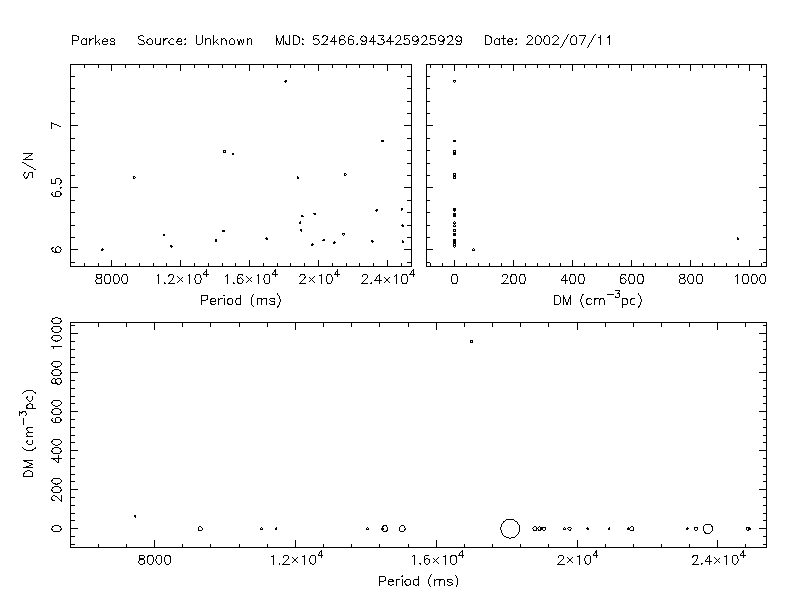 Parkes Source: Unknown MJD: 52466.943425925929 Date: 2002/07/11
S/N
7
6.5
6
8000 1.2×10⁴ 1.6×10⁴ 2×10⁴ 2.4×10⁴
Period (ms)
0 200 400 600 800 1000
DM (cm⁻³pc)
DM (cm⁻³pc)
1000
800
600
400
200
0
8000 1.2×10⁴ 1.6×10⁴ 2×10⁴ 2.4×10⁴
Period (ms)